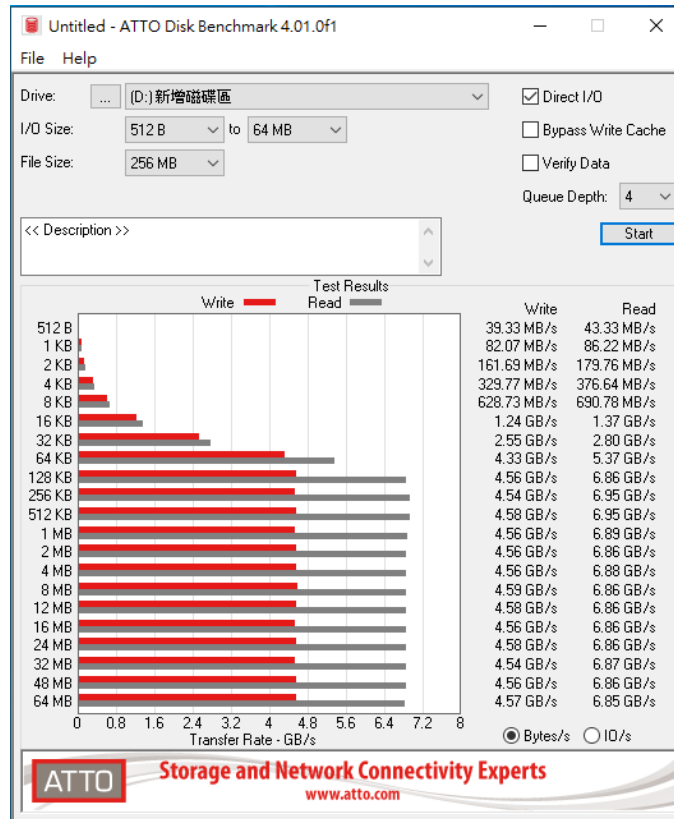 Untitled - ATTO Disk Benchmark 4.01.0f1
File Help
Drive: ... (D:)新增磁碟區 Direct I/O
I/O Size: 512 B to 64 MB Bypass Write Cache
File Size: 256 MB Verify Data
Queue Depth: 4
<< Description >> Start
Test Results
Write Read Write Read
512 B 39.33 MB/s 43.33 MB/s
1 KB 82.07 MB/s 86.22 MB/s
2 KB 161.69 MB/s 179.76 MB/s
4 KB 329.77 MB/s 376.64 MB/s
8 KB 628.73 MB/s 690.78 MB/s
16 KB 1.24 GB/s 1.37 GB/s
32 KB 2.55 GB/s 2.80 GB/s
64 KB 4.33 GB/s 5.37 GB/s
128 KB 4.56 GB/s 6.86 GB/s
256 KB 4.54 GB/s 6.95 GB/s
512 KB 4.58 GB/s 6.95 GB/s
1 MB 4.56 GB/s 6.89 GB/s
2 MB 4.56 GB/s 6.86 GB/s
4 MB 4.56 GB/s 6.88 GB/s
8 MB 4.59 GB/s 6.86 GB/s
12 MB 4.58 GB/s 6.86 GB/s
16 MB 4.56 GB/s 6.86 GB/s
24 MB 4.58 GB/s 6.86 GB/s
32 MB 4.54 GB/s 6.87 GB/s
48 MB 4.56 GB/s 6.86 GB/s
64 MB 4.57 GB/s 6.85 GB/s
0 0.8 1.6 2.4 3.2 4 4.8 5.6 6.4 7.2 8
Transfer Rate - GB/s Bytes/s IO/s
ATTO Storage and Network Connectivity Experts
www.atto.com